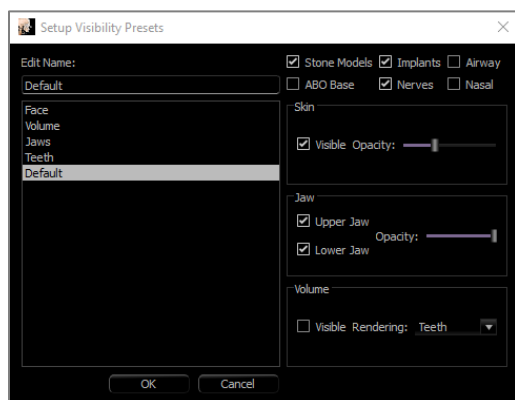 Setup Visibility Presets
Edit Name:
Default
Face
Volume
Jaws
Teeth
Default
Stone Models Implants Airway
ABO Base Nerves Nasal
Skin
Visible Opacity:
Jaw
Upper Jaw
Opacity:
Lower Jaw
Volume
Visible Rendering: Teeth
OK Cancel